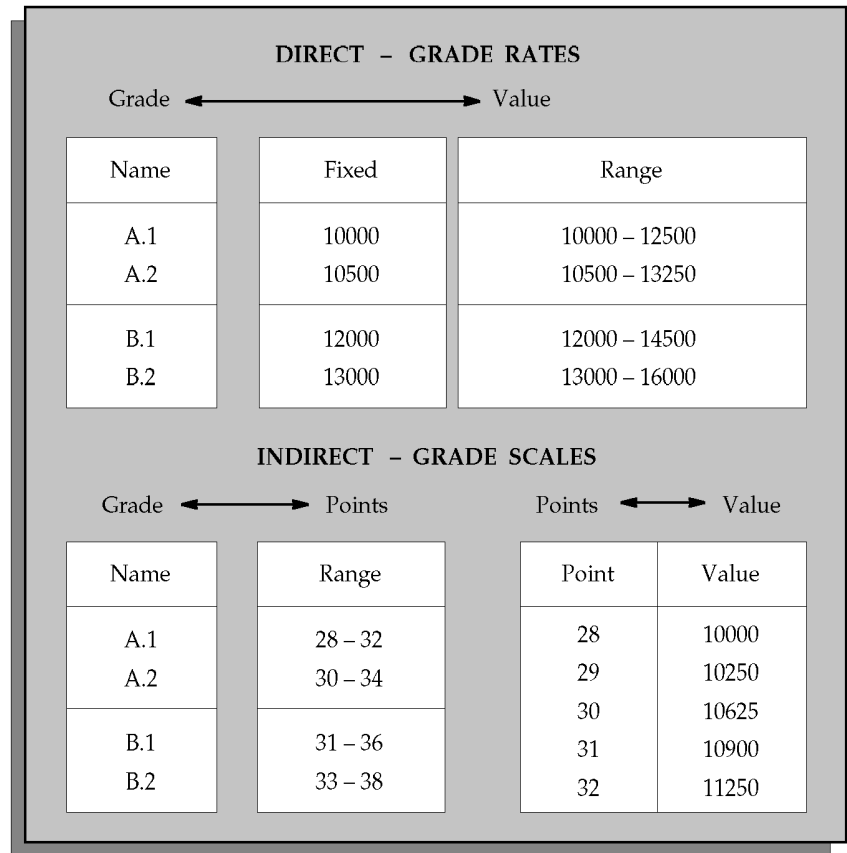 DIRECT – GRADE RATES
Grade Value
Name Fixed Range
A.1 10000 10000 – 12500
A.2 10500 10500 – 13250
B.1 12000 12000 – 14500
B.2 13000 13000 – 16000
INDIRECT – GRADE SCALES
Grade Points Points Value
Name Range Point Value
A.1 28 – 32 28 10000
A.2 30 – 34 29 10250
30 10625
B.1 31 – 36 31 10900
B.2 33 – 38 32 11250